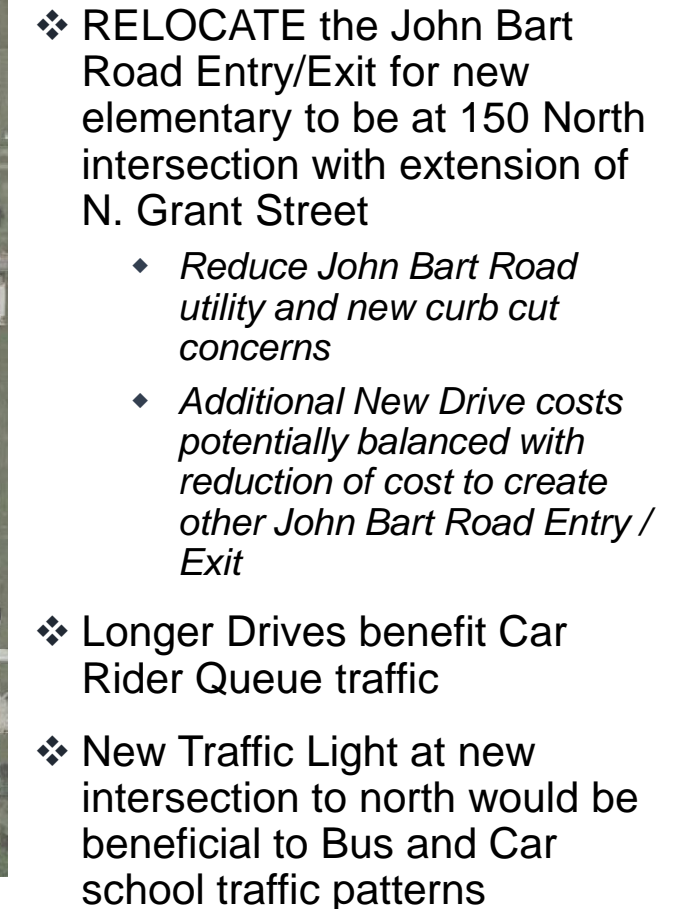 ❖ RELOCATE the John Bart
Road Entry/Exit for new
elementary to be at 150 North
intersection with extension of
N. Grant Street
◆ Reduce John Bart Road
utility and new curb cut
concerns
◆ Additional New Drive costs
potentially balanced with
reduction of cost to create
other John Bart Road Entry /
Exit
❖ Longer Drives benefit Car
Rider Queue traffic
❖ New Traffic Light at new
intersection to north would be
beneficial to Bus and Car
school traffic patterns